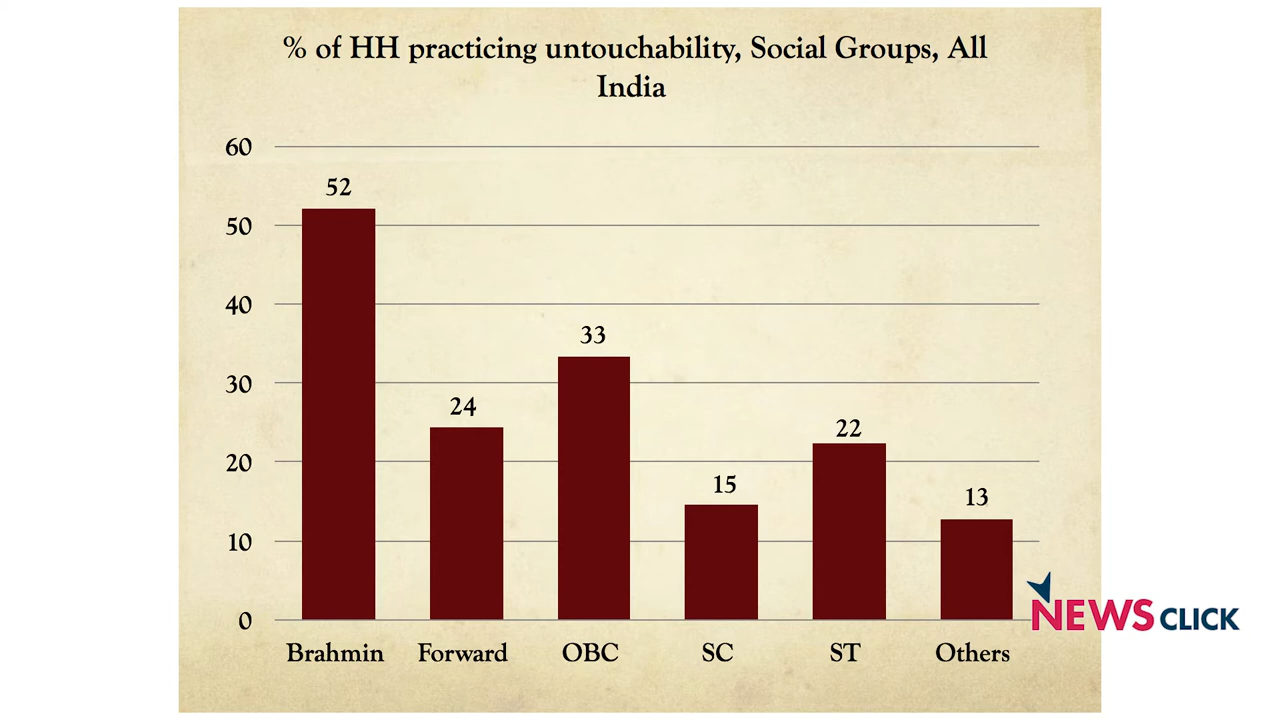 % of HH practicing untouchability, Social Groups, All
India
60
50
40
30
20
10
0
52
24
33
15
22
13
Brahmin
Forward
OBC
SC
ST
Others
NEWSCLICK